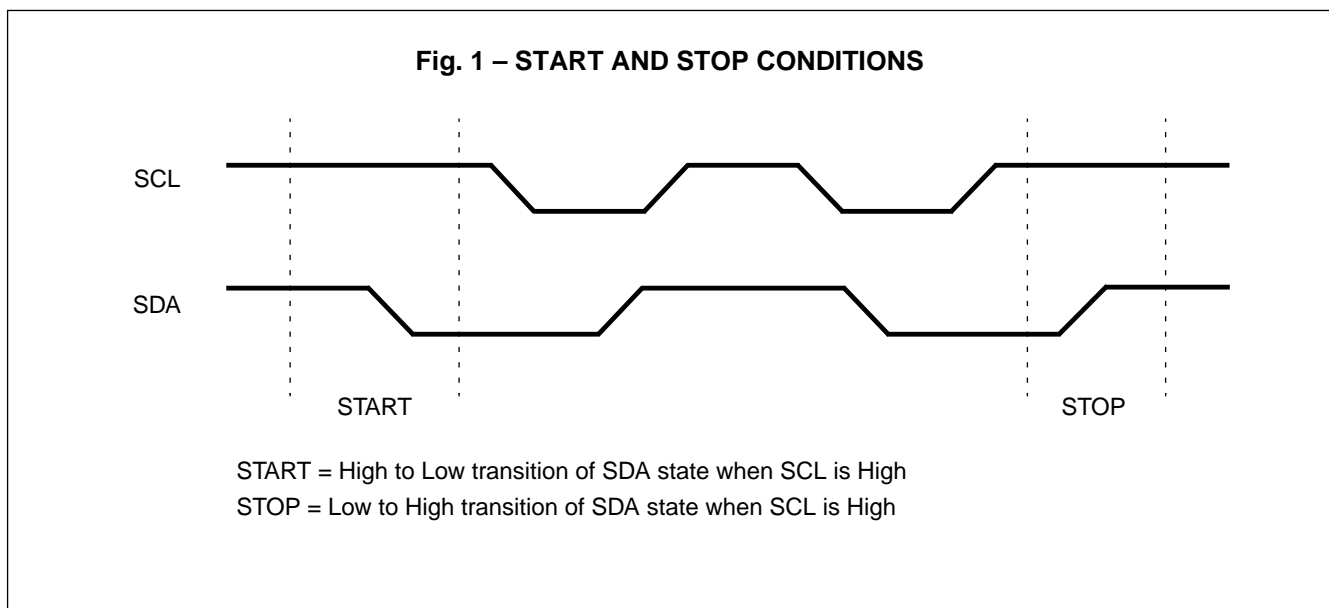 Fig. 1 – START AND STOP CONDITIONS
SCL
SDA
START
STOP
START = High to Low transition of SDA state when SCL is High
STOP = Low to High transition of SDA state when SCL is High